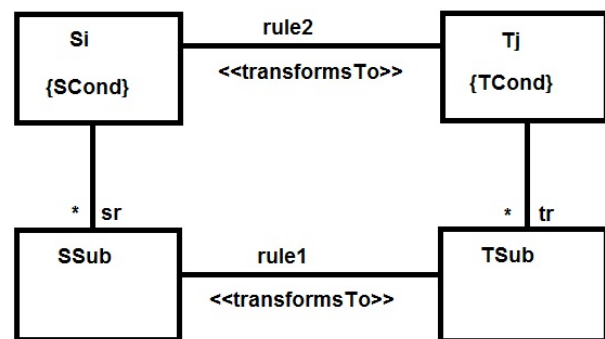 Si
{SCond}
rule2
<<transformsTo>>
Tj
{TCond}
* sr
* tr
SSub
rule1
<<transformsTo>>
TSub